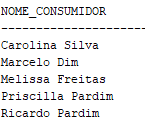 NOME_CONSUMIDOR
---------------------
Carolina Silva
Marcelo Dim
Melissa Freitas
Priscilla Pardim
Ricardo Pardim